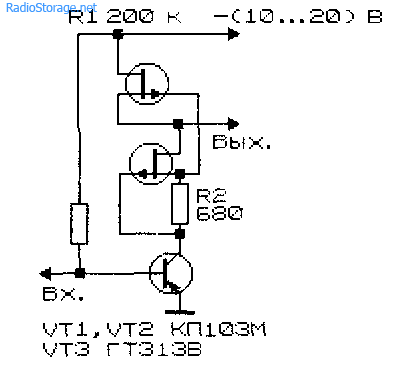 RadioStorage.net
R1 200 к -(10...20) В
Вых.
R2
680
Вх.
VT1,VT2 КП103М
VT3 ГТ313В